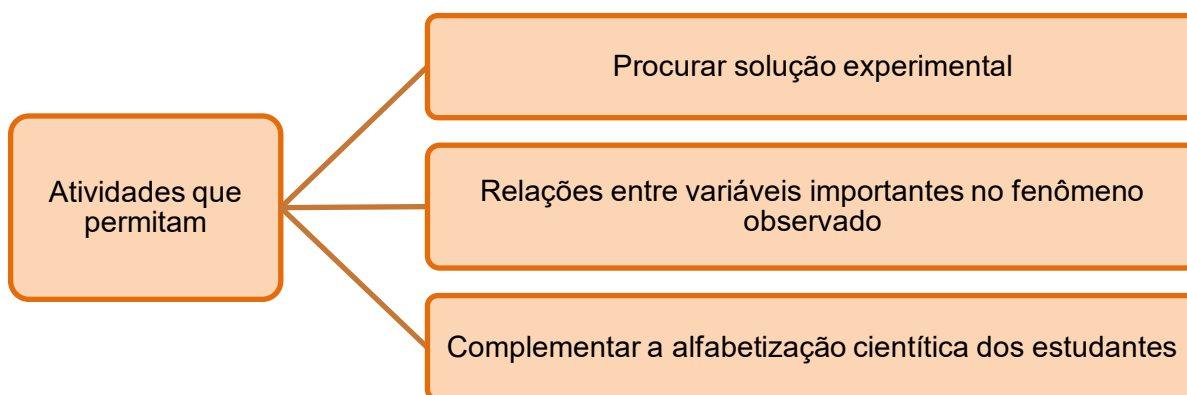 Procurar solução experimental
Atividades que
permitam
Relações entre variáveis importantes no fenômeno
observado
Complementar a alfabetização científica dos estudantes